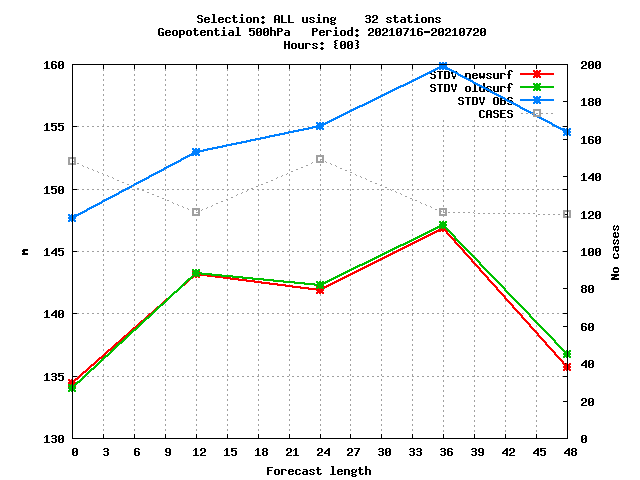 Selection: ALL using    32 stations
Geopotential 500hPa   Period: 20210716-20210720
Hours: {00}
160 200
STDV newsurf
STDV oldsurf
STDV OBS
CASES
180
155
160
150
140
120
145
100
140
80
60
135
40
20
130 0
m
No cases
0 3 6 9 12 15 18 21 24 27 30 33 36 39 42 45 48
Forecast length